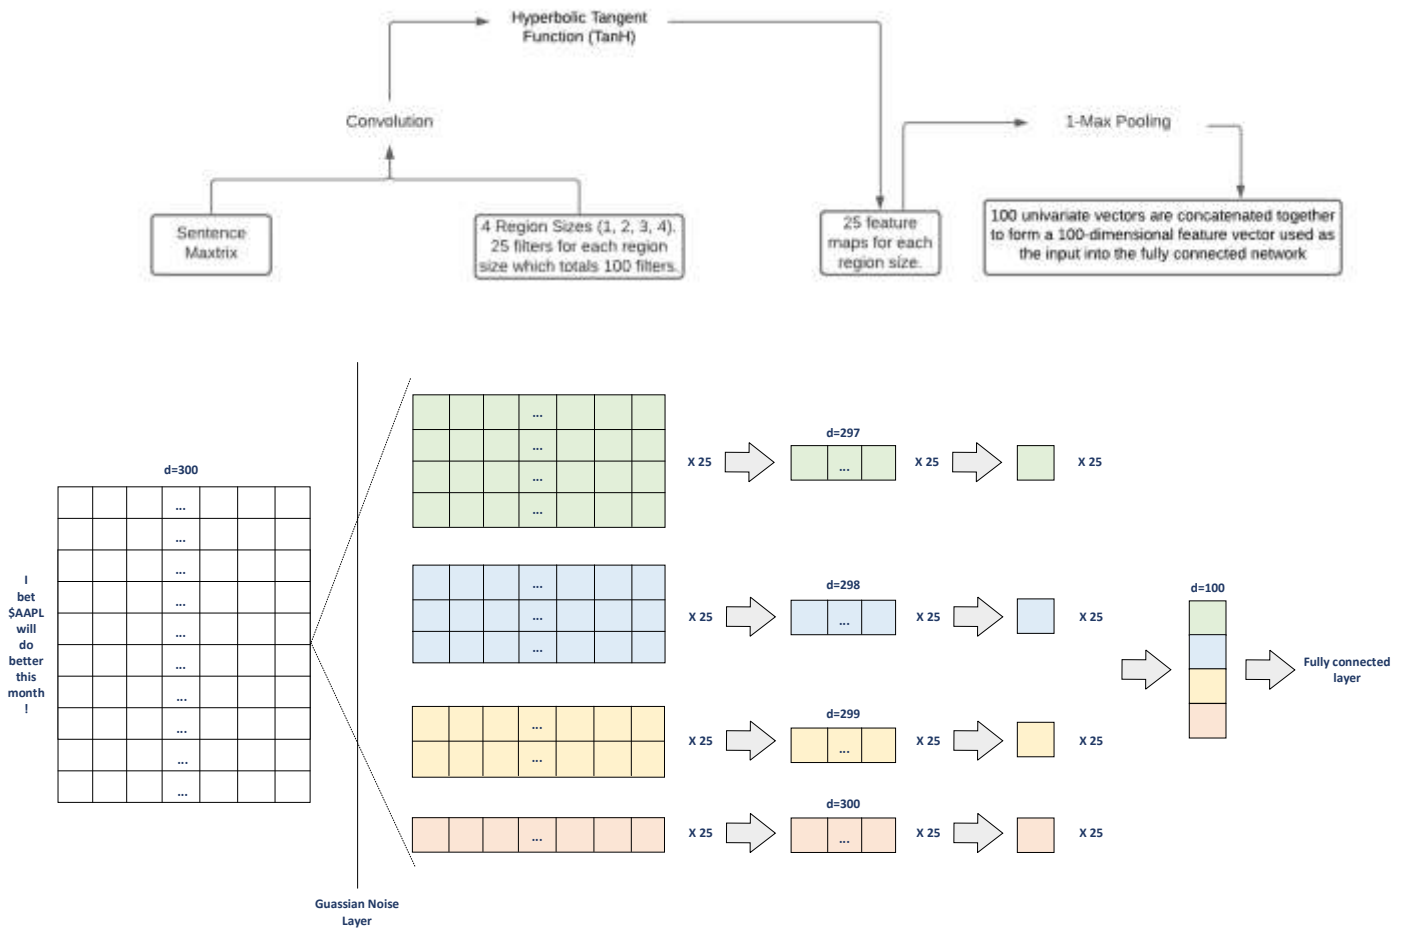 Hyperbolic Tangent
Function (TanH)
Convolution
1-Max Pooling
Sentence
Maxtrix
4 Region Sizes (1, 2, 3, 4).
25 filters for each region
size which totals 100 filters.
25 feature
maps for each
region size.
100 univariate vectors are concatenated together
to form a 100-dimensional feature vector used as
the input into the fully connected network
d=300
...
...
...
...
...
...
...
...
...
...
I
bet
$AAPL
will
do
better
this
month
!
Guassian Noise
Layer
...
...
...
...
X 25
d=297
...
X 25
X 25
...
...
...
X 25
d=298
...
X 25
X 25
...
...
X 25
d=299
...
X 25
X 25
...
X 25
d=300
...
X 25
X 25
d=100
Fully connected
layer